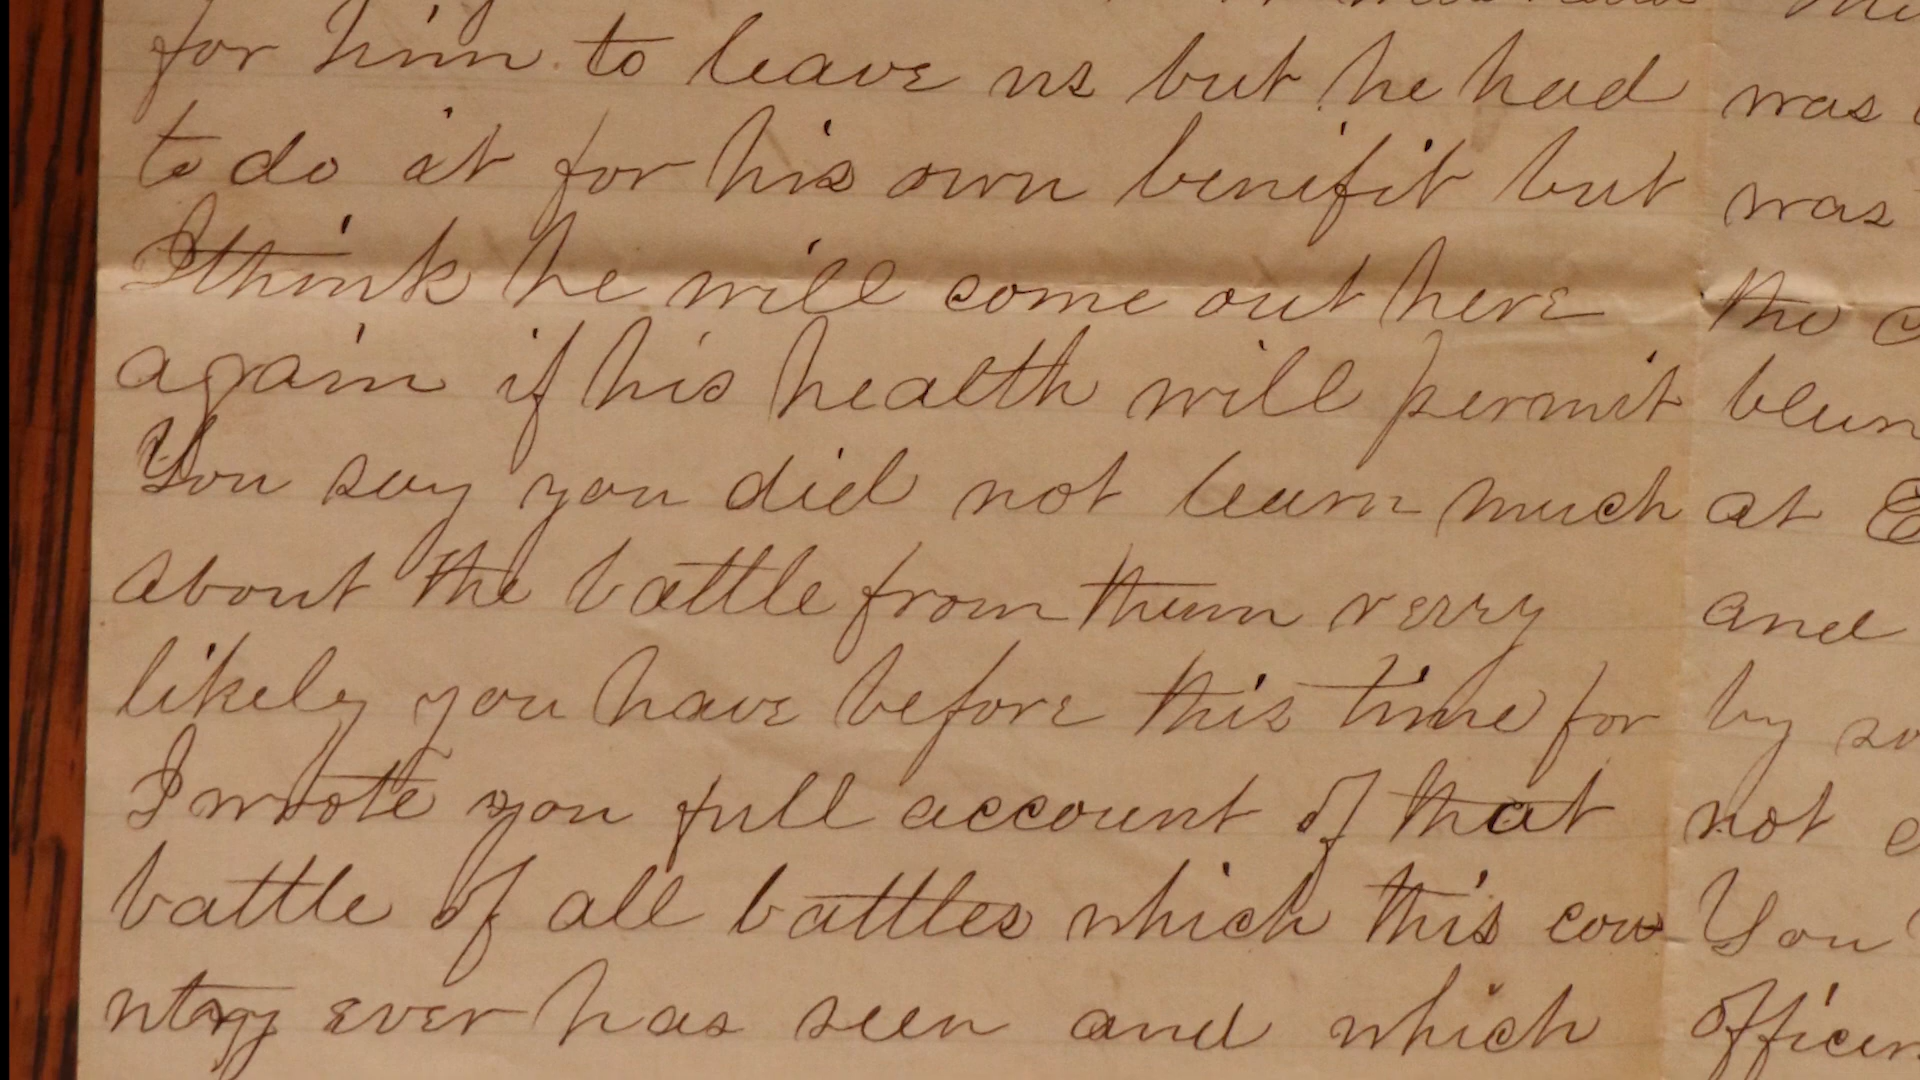 for him to leave us but he had
to do it for his own benifit but
I think he will come out here
again if his health will permit
You say you did not learn much
about the battle from them verry
likely you have before this time for
I wrote you full account of that
battle of all battles which this cou
ntry ever has seen and which
was
was
the
at
and
by
not
You